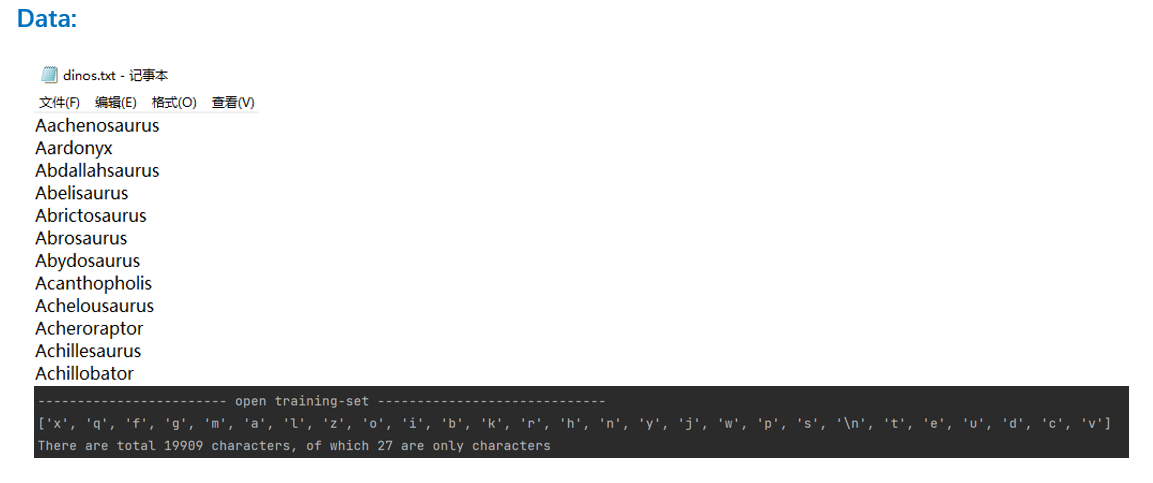 Data:
dinos.txt - 记事本
文件(F) 编辑(E) 格式(O) 查看(V)
Aachenosaurus
Aardonyx
Abdallahsaurus
Abelisaurus
Abrictosaurus
Abrosaurus
Abydosaurus
Acanthopholis
Achelousaurus
Acheroraptor
Achillesaurus
Achillobator
------------------------ open training-set ----------------------------
['x', 'q', 'f', 'g', 'm', 'a', 'l', 'z', 'o', 'i', 'b', 'k', 'r', 'h', 'n', 'y', 'j', 'w', 'p', 's', '\n', 't', 'e', 'u', 'd', 'c', 'v']
There are total 19909 characters, of which 27 are only characters